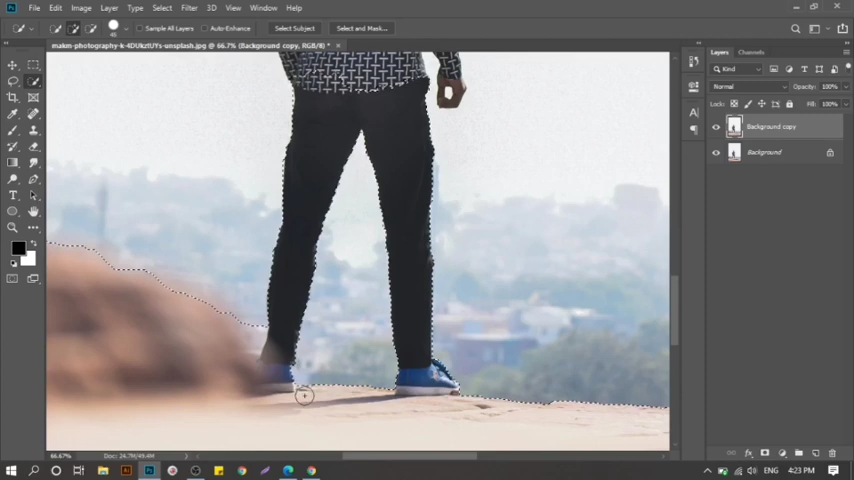 File Edit Image Layer Type Select Filter 3D View Window Help
Sample All Layers Auto-Enhance Select Subject Select and Mask...
makm-photography-k-4DUkztUYs-unsplash.jpg @ 66.7% (Background copy, RGB/8) *
Layers Channels
Kind
Normal Opacity: 100%
Lock: Fill: 100%
Background copy
Background
66.67% Doc: 24.7M/49.4M
ENG 4:23 PM